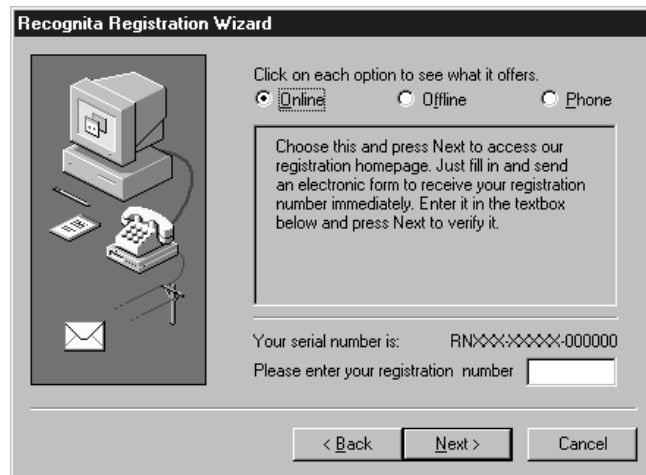 Recognita Registration Wizard
Click on each option to see what it offers.
Online Offline Phone
Choose this and press Next to access our
registration homepage. Just fill in and send
an electronic form to receive your registration
number immediately. Enter it in the textbox
below and press Next to verify it.
Your serial number is: RNXXX-XXXXX-000000
Please enter your registration number
< Back Next > Cancel